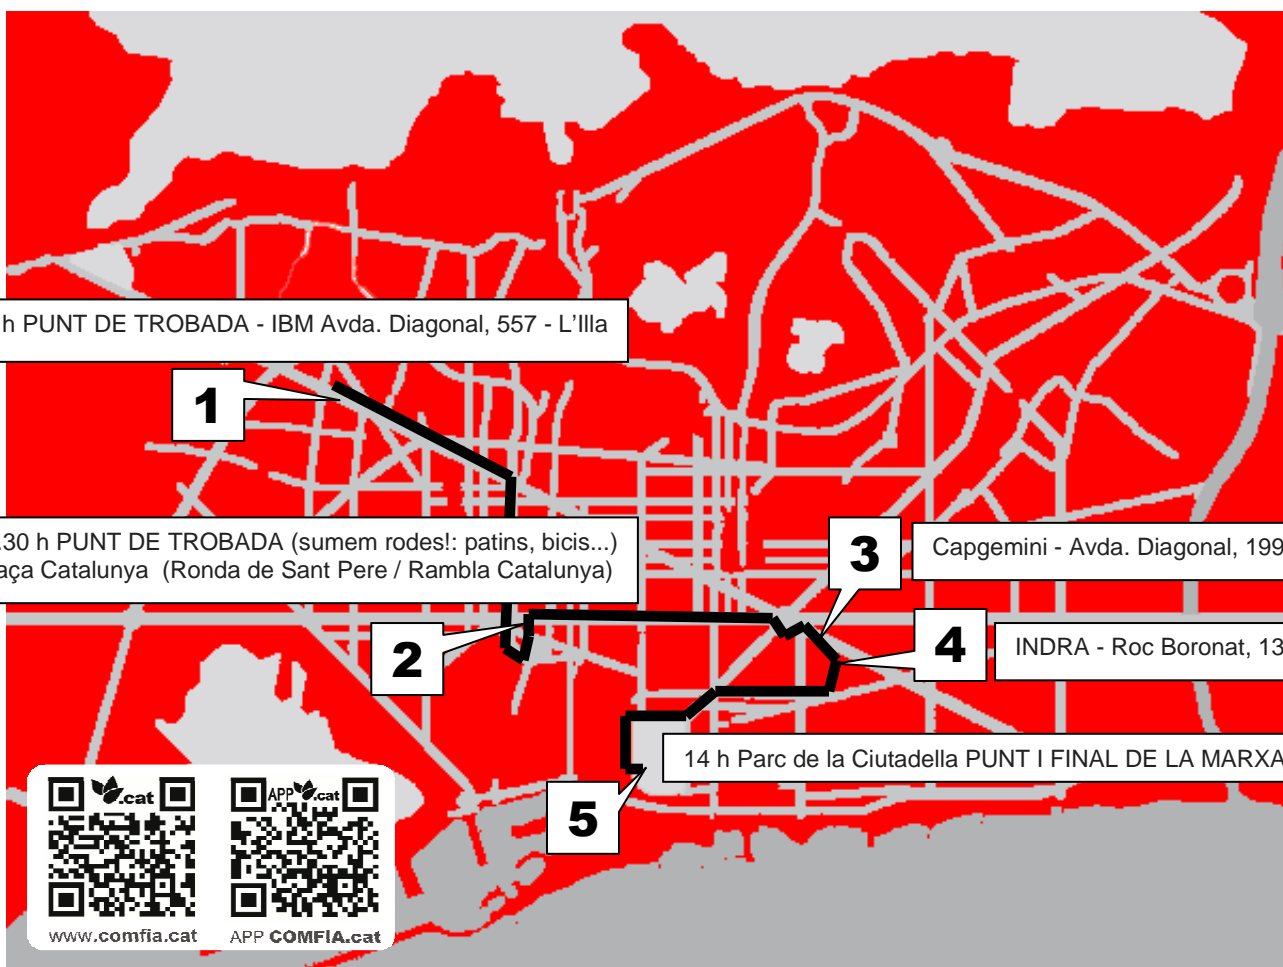 h PUNT DE TROBADA - IBM Avda. Diagonal, 557 - L'Illa
1
.30 h PUNT DE TROBADA (sumem rodes!: patins, bicis...)
aça Catalunya (Ronda de Sant Pere / Rambla Catalunya)
2
3
Capgemini - Avda. Diagonal, 199
4
INDRA - Roc Boronat, 13
14 h Parc de la Ciutadella PUNT I FINAL DE LA MARXA
5
.cat
APP .cat
www.comfia.cat
APP COMFIA.cat